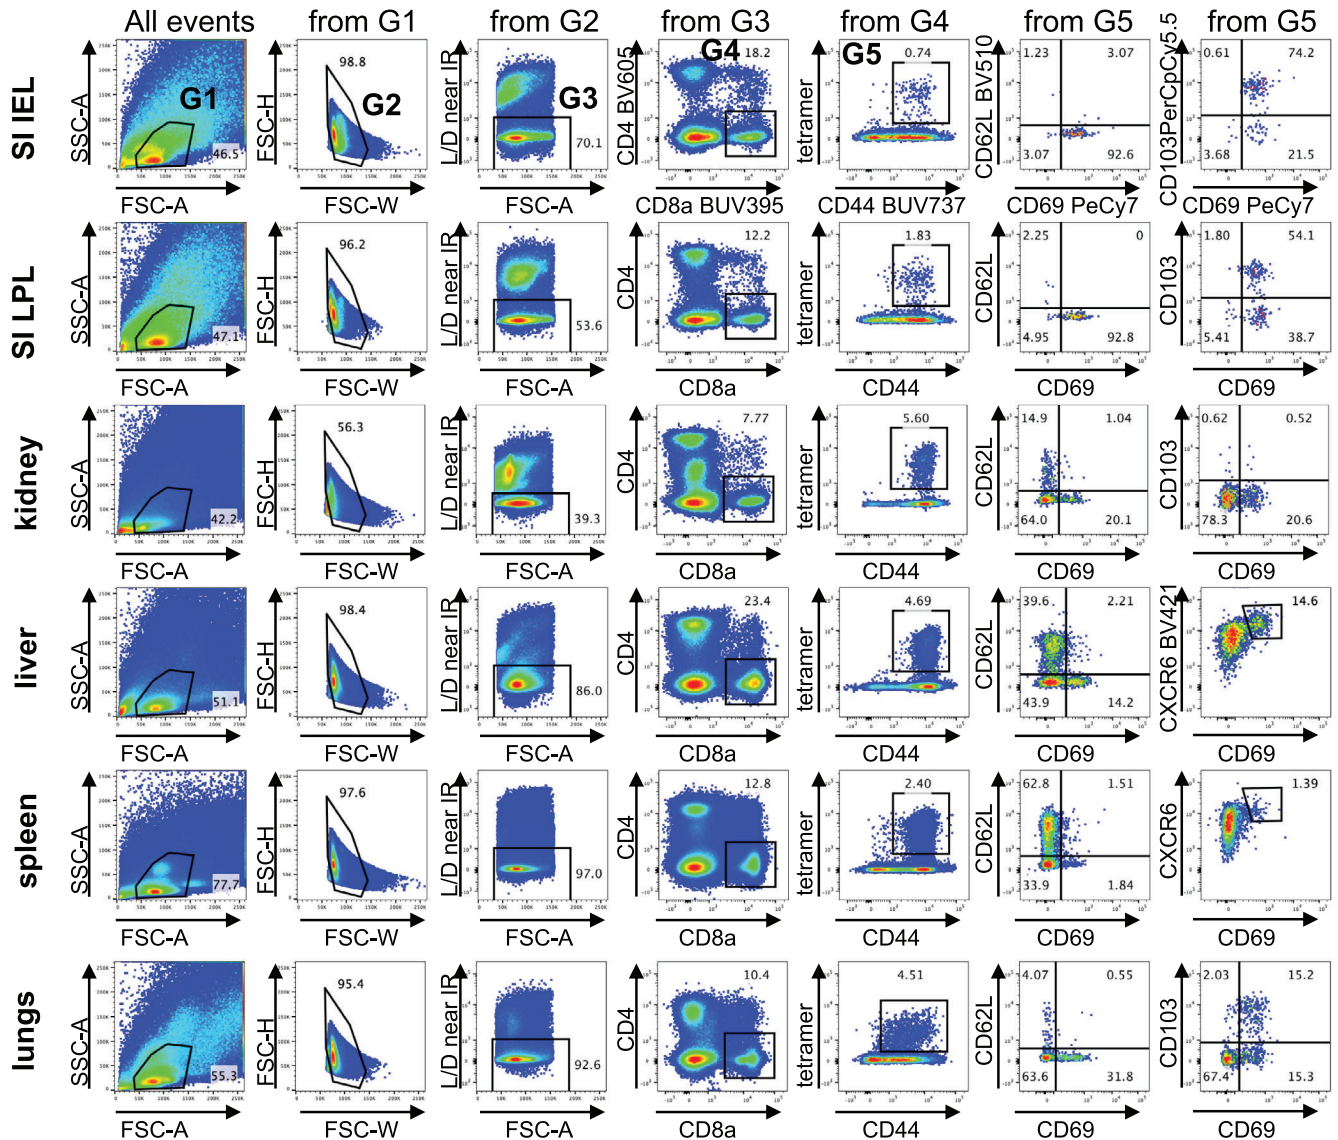 All events from G1 from G2 from G3 from G4 from G5 from G5
SI IEL
SSC-A G1 46.5 FSC-A
FSC-H 98.8 G2 FSC-W
L/D near IR G3 70.1 FSC-A
CD4 BV605 G4 18.2 CD8a BUV395
tetramer G5 0.74 CD44 BUV737
CD62L BV510 1.23 3.07 3.07 92.6 CD69 PeCy7
CD103PerCpCy5.5 0.61 74.2 3.68 21.5 CD69 PeCy7
SI LPL
SSC-A 47.1 FSC-A
FSC-H 96.2 FSC-W
L/D near IR 53.6 FSC-A
CD4 12.2 CD8a
tetramer 1.83 CD44
CD62L 2.25 0 4.95 92.8 CD69
CD103 1.80 54.1 5.41 38.7 CD69
kidney
SSC-A 42.2 FSC-A
FSC-H 56.3 FSC-W
L/D near IR 39.3 FSC-A
CD4 7.77 CD8a
tetramer 5.60 CD44
CD62L 14.9 1.04 64.0 20.1 CD69
CD103 0.62 0.52 78.3 20.6 CD69
liver
SSC-A 51.1 FSC-A
FSC-H 98.4 FSC-W
L/D near IR 86.0 FSC-A
CD4 23.4 CD8a
tetramer 4.69 CD44
CD62L 39.6 2.21 43.9 14.2 CD69
CXCR6 BV421 14.6 CD69
spleen
SSC-A 77.7 FSC-A
FSC-H 97.6 FSC-W
L/D near IR 97.0 FSC-A
CD4 12.8 CD8a
tetramer 2.40 CD44
CD62L 62.8 1.51 33.9 1.84 CD69
CXCR6 1.39 CD69
lungs
SSC-A 55.3 FSC-A
FSC-H 95.4 FSC-W
L/D near IR 92.6 FSC-A
CD4 10.4 CD8a
tetramer 4.51 CD44
CD62L 4.07 0.55 63.6 31.8 CD69
CD103 2.03 15.2 67.4 15.3 CD69